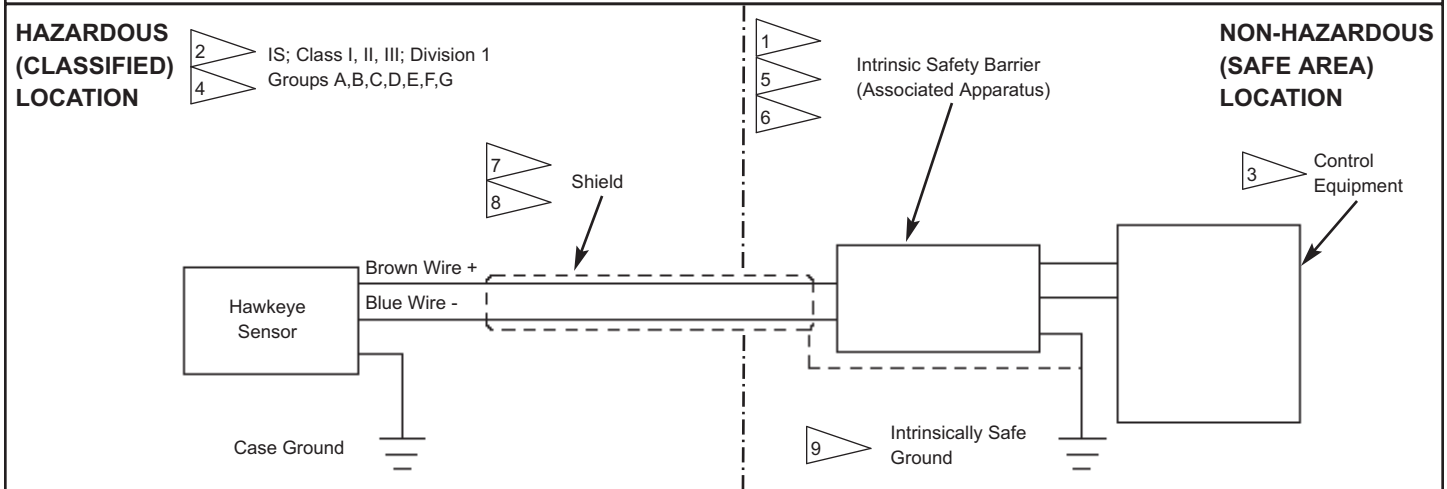 HAZARDOUS
(CLASSIFIED)
LOCATION
2
4
IS; Class I, II, III; Division 1
Groups A,B,C,D,E,F,G
1
5
6
Intrinsic Safety Barrier
(Associated Apparatus)
NON-HAZARDOUS
(SAFE AREA)
LOCATION
7
8
Shield
3
Control
Equipment
Hawkeye
Sensor
Brown Wire +
Blue Wire -
Case Ground
9
Intrinsically Safe
Ground